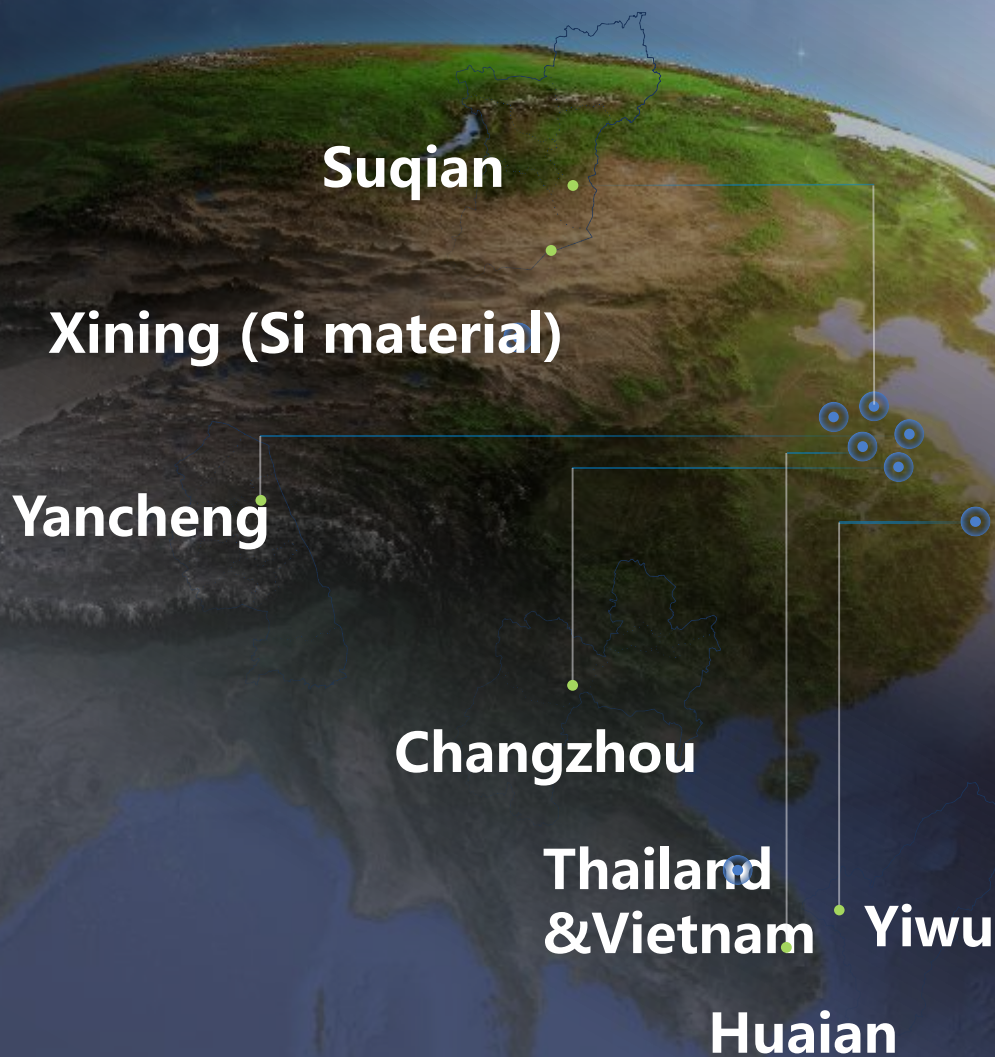 Suqian
Xining (Si material)
Yancheng
Changzhou
Thailand
&Vietnam
Yiwu
Huaian